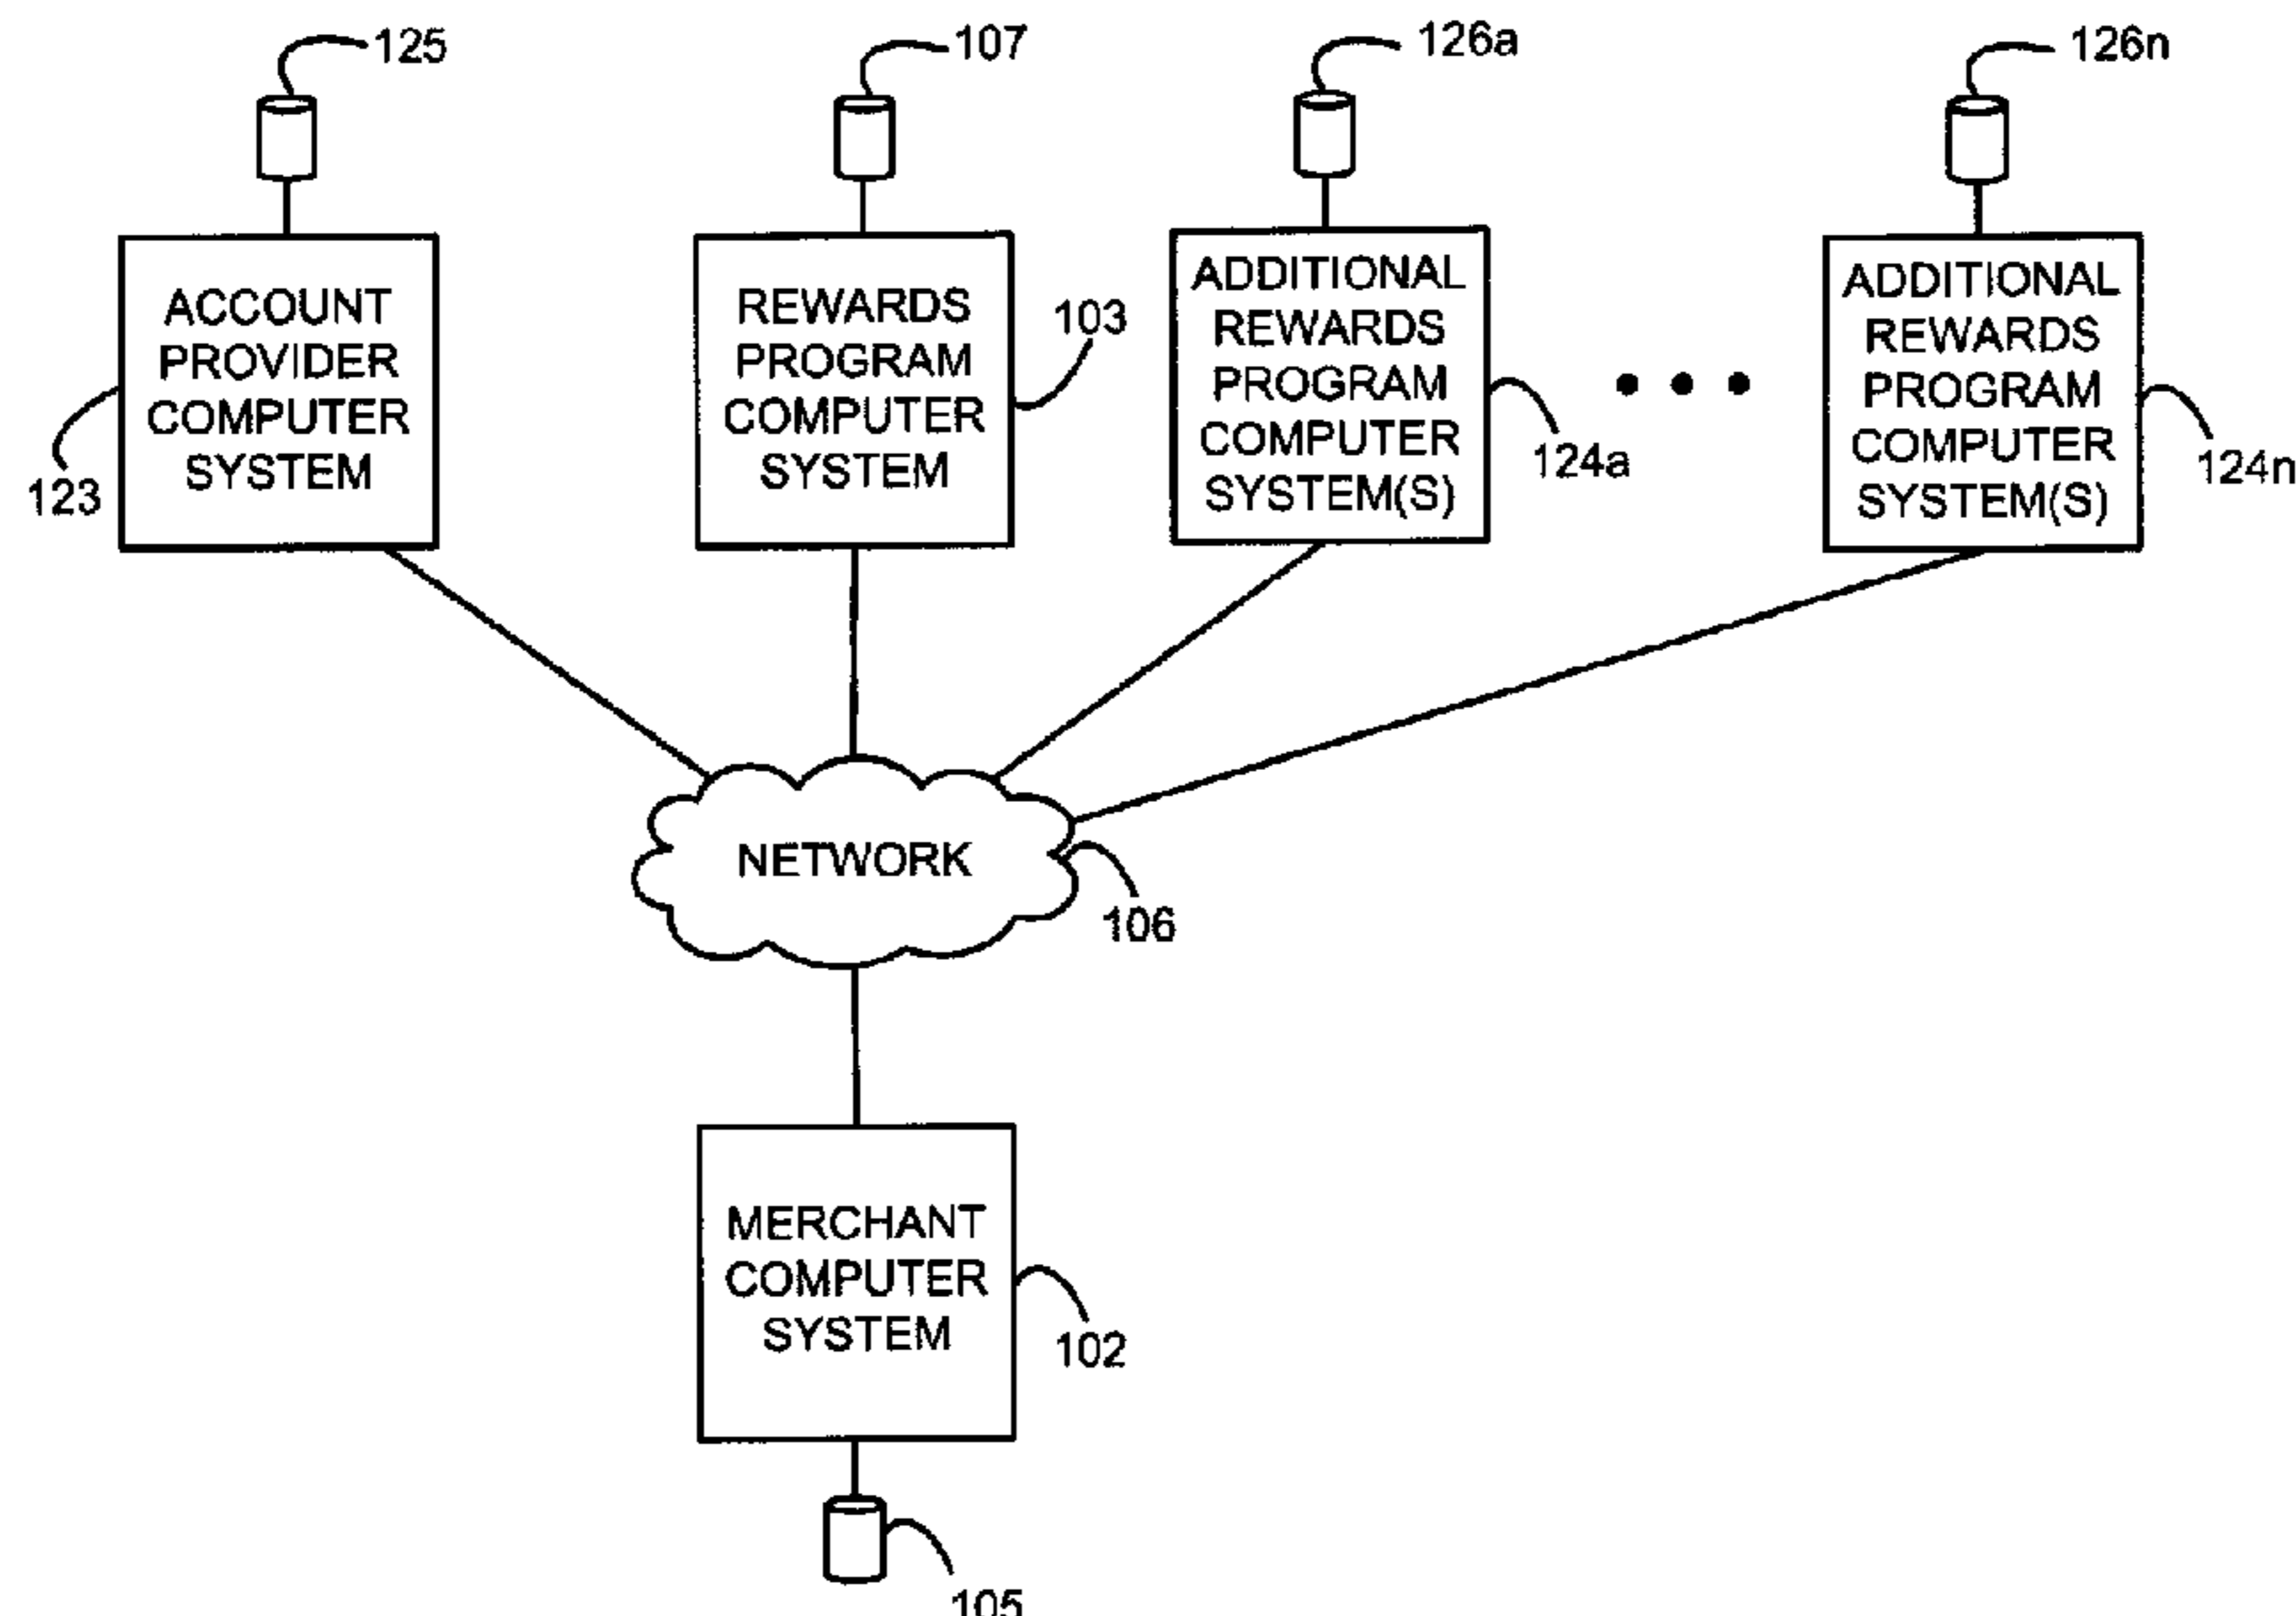 125
107
126a
126n
ACCOUNT
PROVIDER
COMPUTER
SYSTEM
123
REWARDS
PROGRAM
COMPUTER
SYSTEM
103
ADDITIONAL
REWARDS
PROGRAM
COMPUTER
SYSTEM(S)
124a
ADDITIONAL
REWARDS
PROGRAM
COMPUTER
SYSTEM(S)
124n
NETWORK
106
MERCHANT
COMPUTER
SYSTEM
102
105